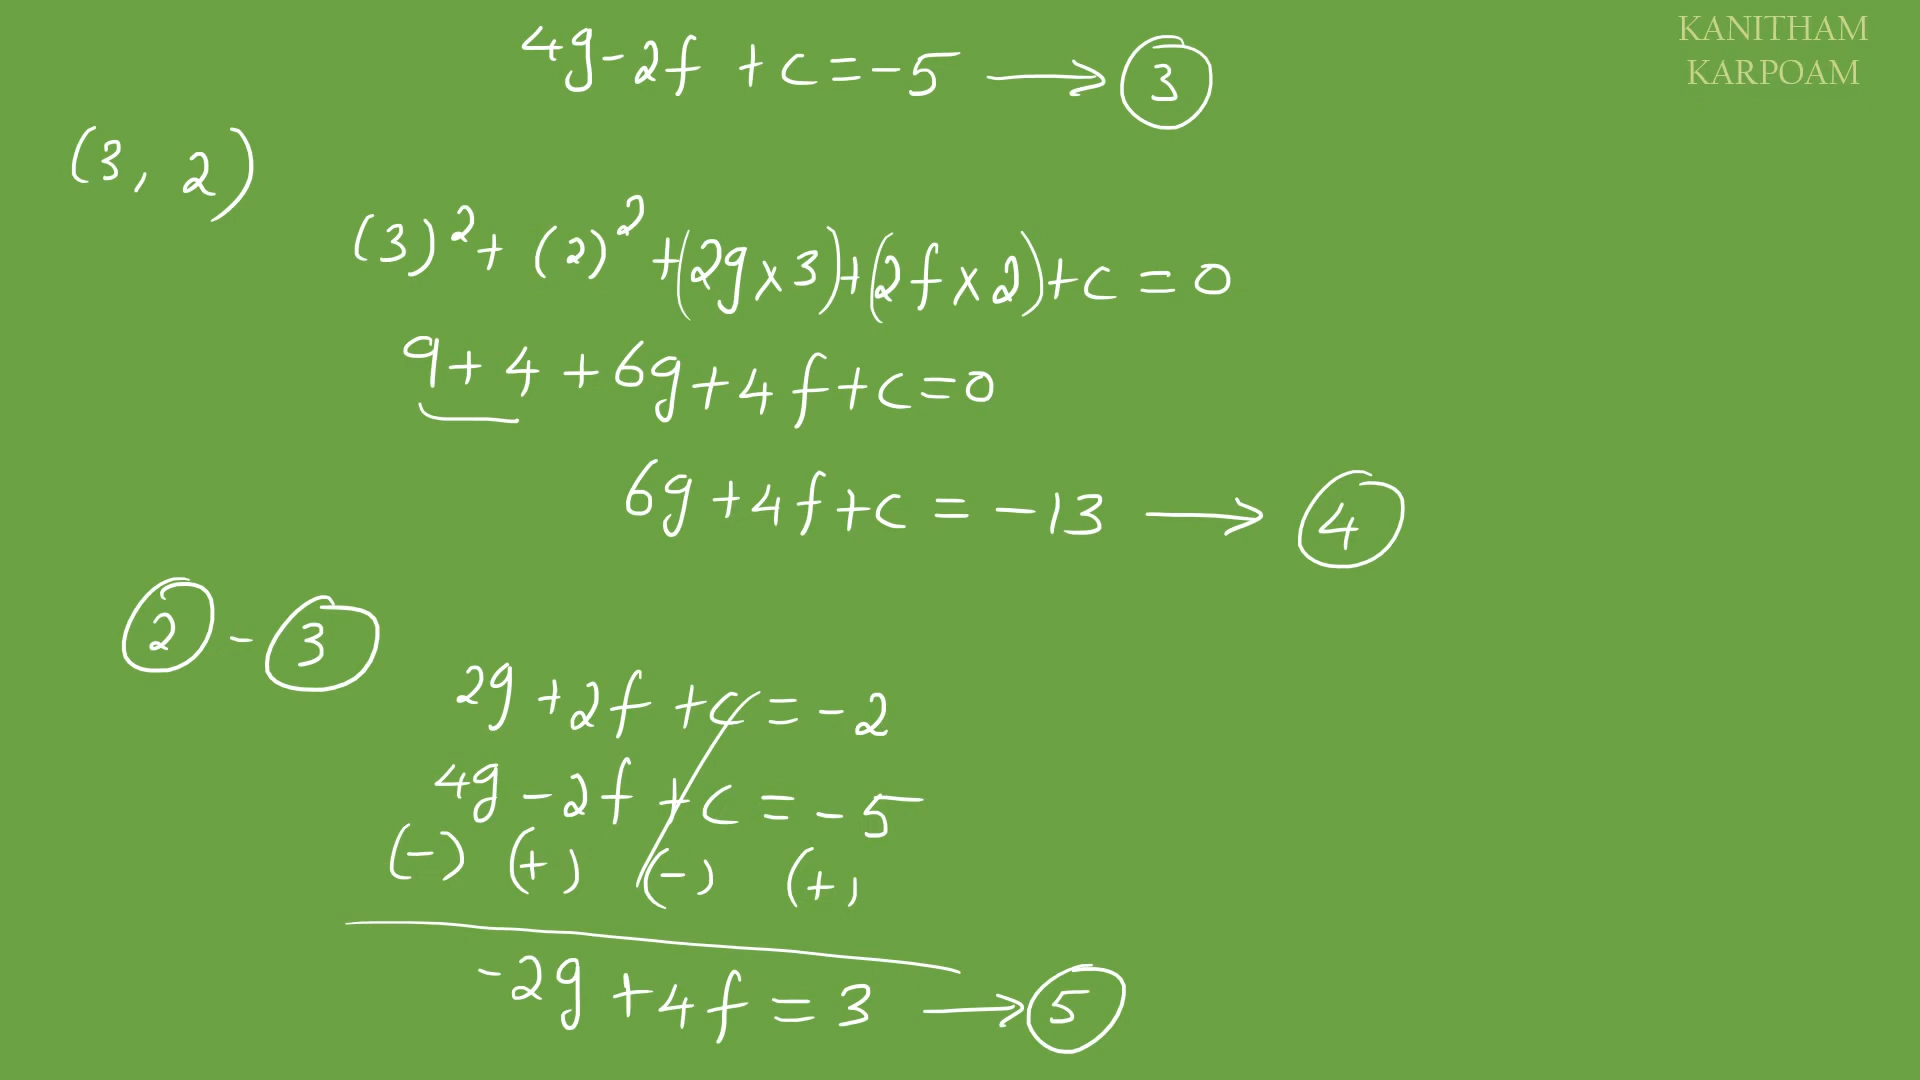 4g-2f+c=-5 → ③
KANITHAM
KARPOAM
(3, 2)
(3)²+(2)²+(2g×3)+(2f×2)+c=0
9+4+6g+4f+c=0
6g+4f+c=-13 → ④
②-③
2g+2f+c=-2
4g-2f+c=-5
(-) (+) (-) (+)
-2g+4f=3 → ⑤